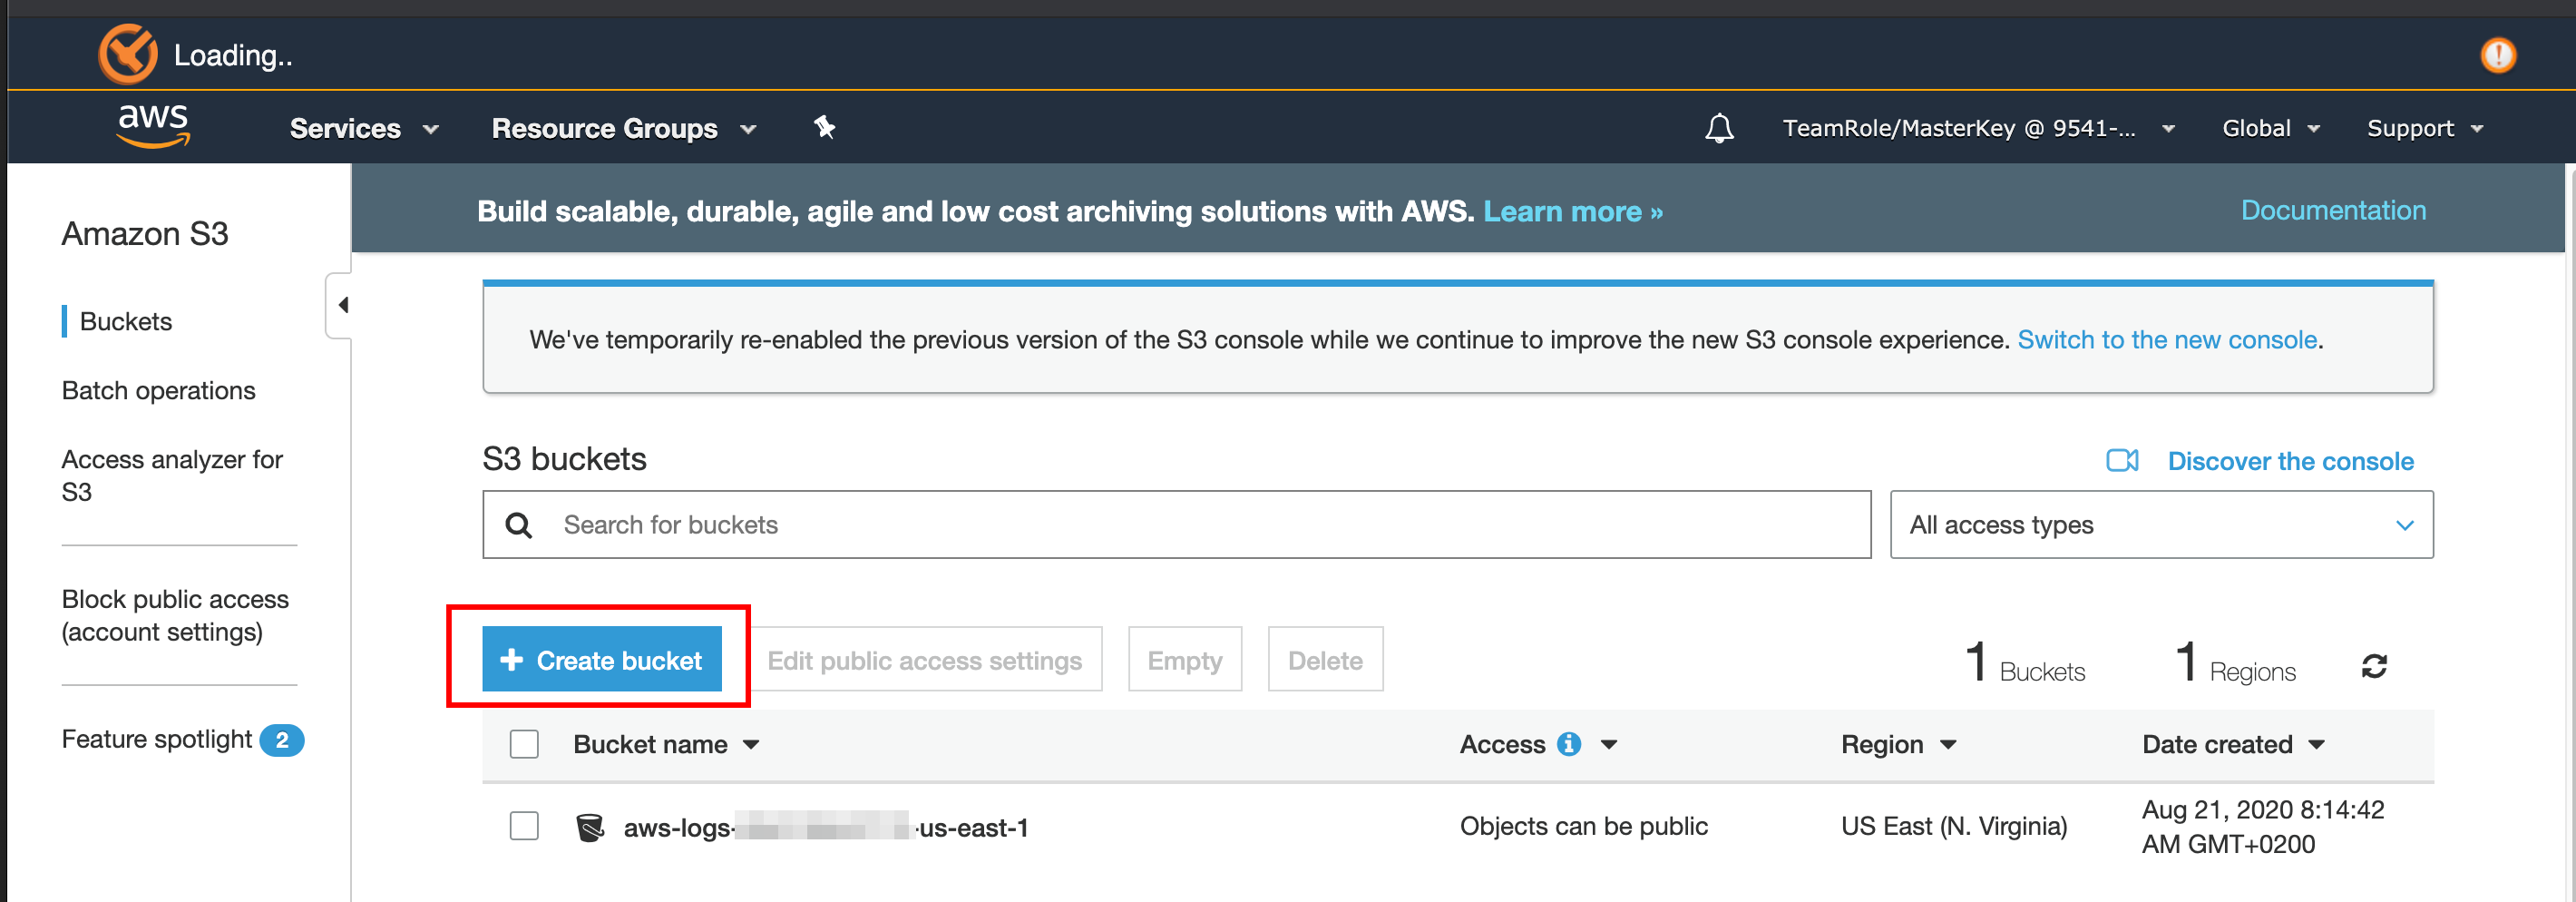 Loading..
aws Services Resource Groups TeamRole/MasterKey @ 9541-... Global Support
Build scalable, durable, agile and low cost archiving solutions with AWS. Learn more » Documentation
Amazon S3
Buckets
Batch operations
Access analyzer for
S3
Block public access
(account settings)
Feature spotlight 2
We've temporarily re-enabled the previous version of the S3 console while we continue to improve the new S3 console experience. Switch to the new console.
S3 buckets Discover the console
Search for buckets All access types
+ Create bucket Edit public access settings Empty Delete 1 Buckets 1 Regions
Bucket name Access Region Date created
aws-logs- -us-east-1 Objects can be public US East (N. Virginia) Aug 21, 2020 8:14:42
AM GMT+0200